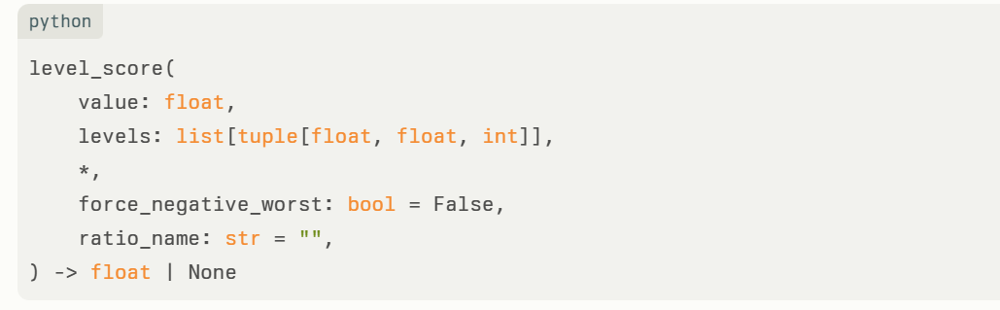 python
level_score(
    value: float,
    levels: list[tuple[float, float, int]],
    *,
    force_negative_worst: bool = False,
    ratio_name: str = "",
) -> float | None